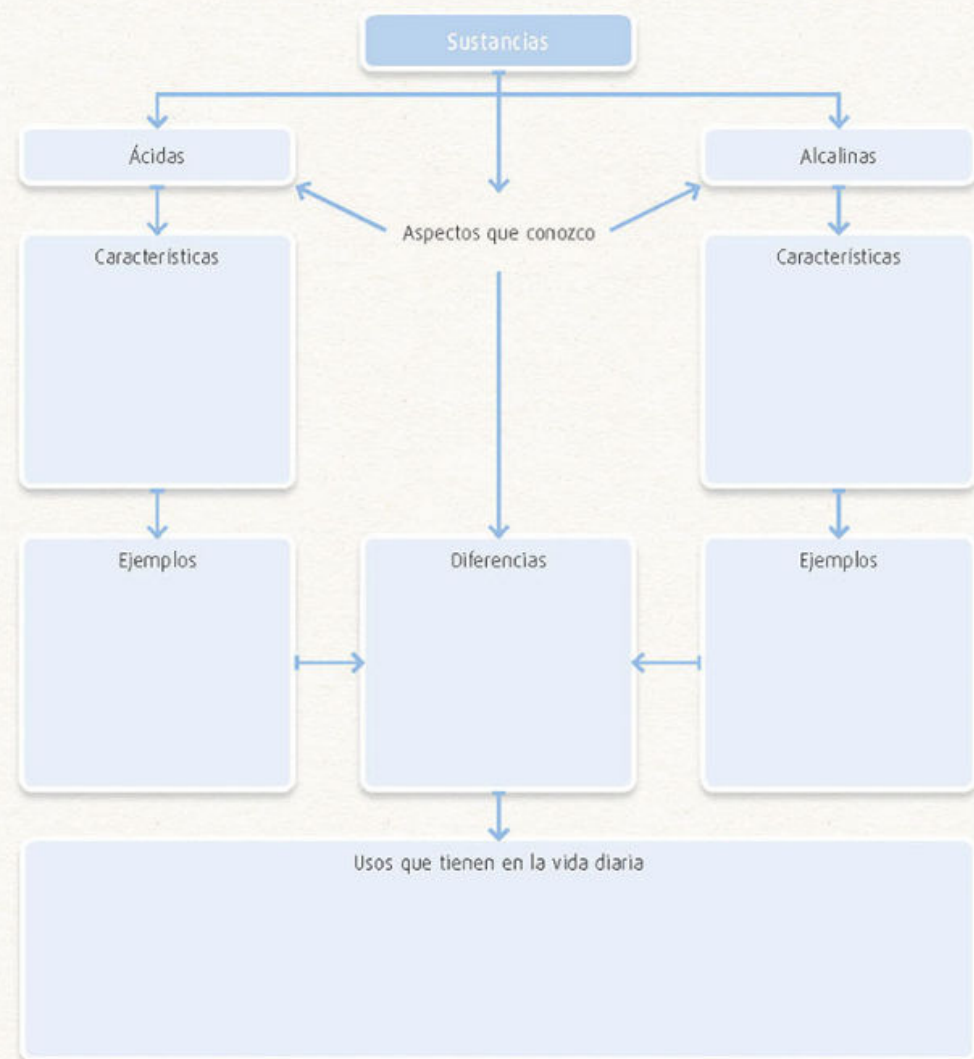 Sustancias
Ácidas
Alcalinas
Aspectos que conozco
Características
Características
Ejemplos
Diferencias
Ejemplos
Usos que tienen en la vida diaria